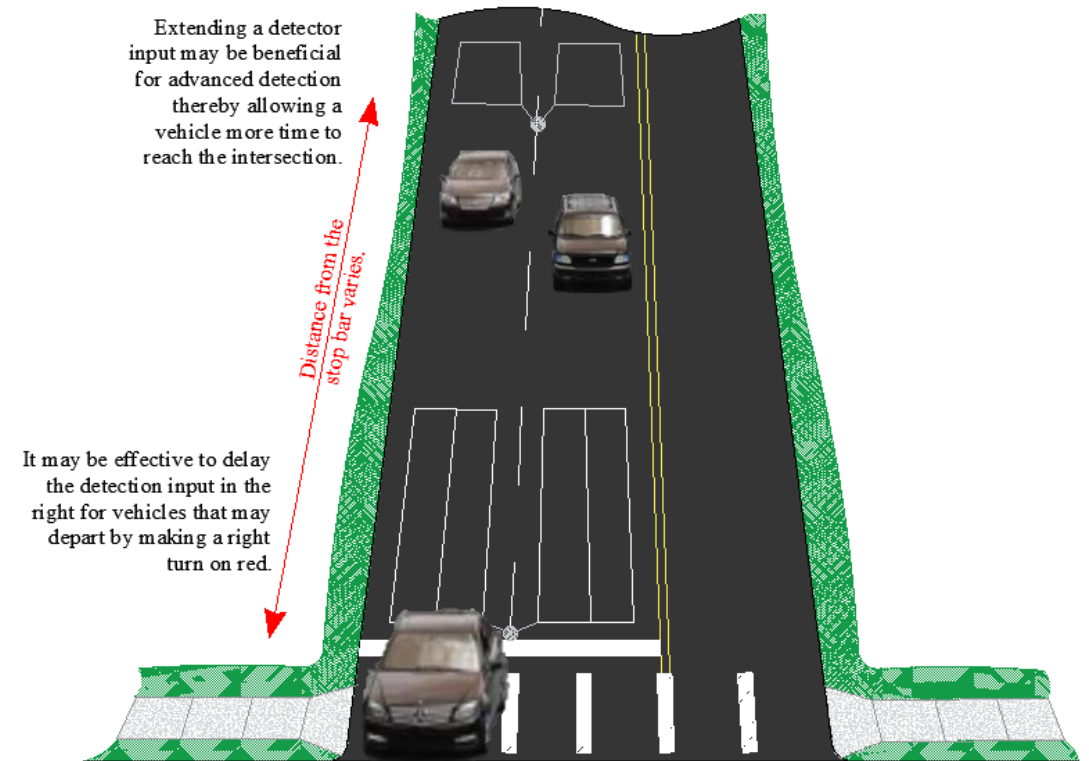 Extending a detector
input may be beneficial
for advanced detection
thereby allowing a
vehicle more time to
reach the intersection.
Distance from the
stop bar varies.
It may be effective to delay
the detection input in the
right for vehicles that may
depart by making a right
turn on red.